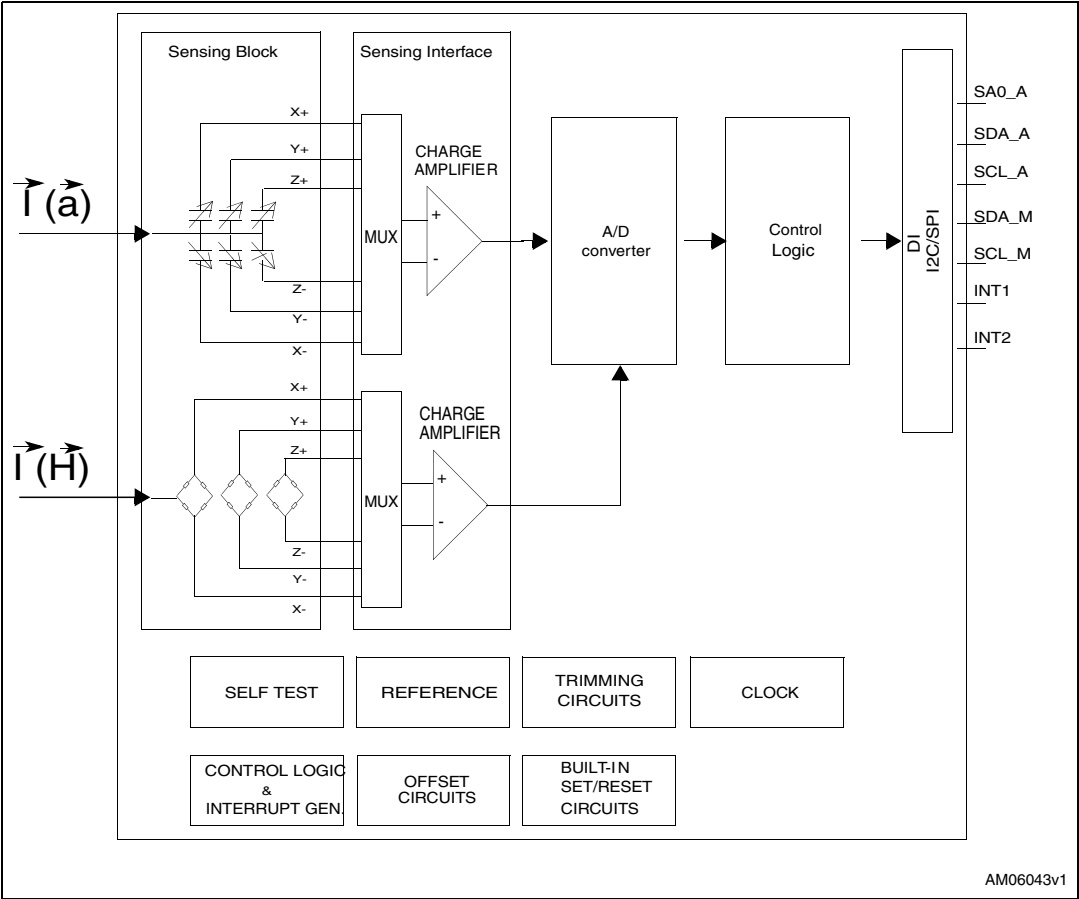 Sensing Block
Sensing Interface
X+
Y+
Z+
I (a)
Z-
Y-
X-
MUX
CHARGE
AMPLIFIER
+
-
A/D
converter
Control
Logic
DI
I2C/SPI
SA0_A
SDA_A
SCL_A
SDA_M
SCL_M
INT1
INT2
X+
Y+
Z+
I (H)
Z-
Y-
X-
MUX
CHARGE
AMPLIFIER
+
-
SELF TEST
REFERENCE
TRIMMING
CIRCUITS
CLOCK
CONTROL LOGIC
&
INTERRUPT GEN.
OFFSET
CIRCUITS
BUILT-IN
SET/RESET
CIRCUITS
AM06043v1